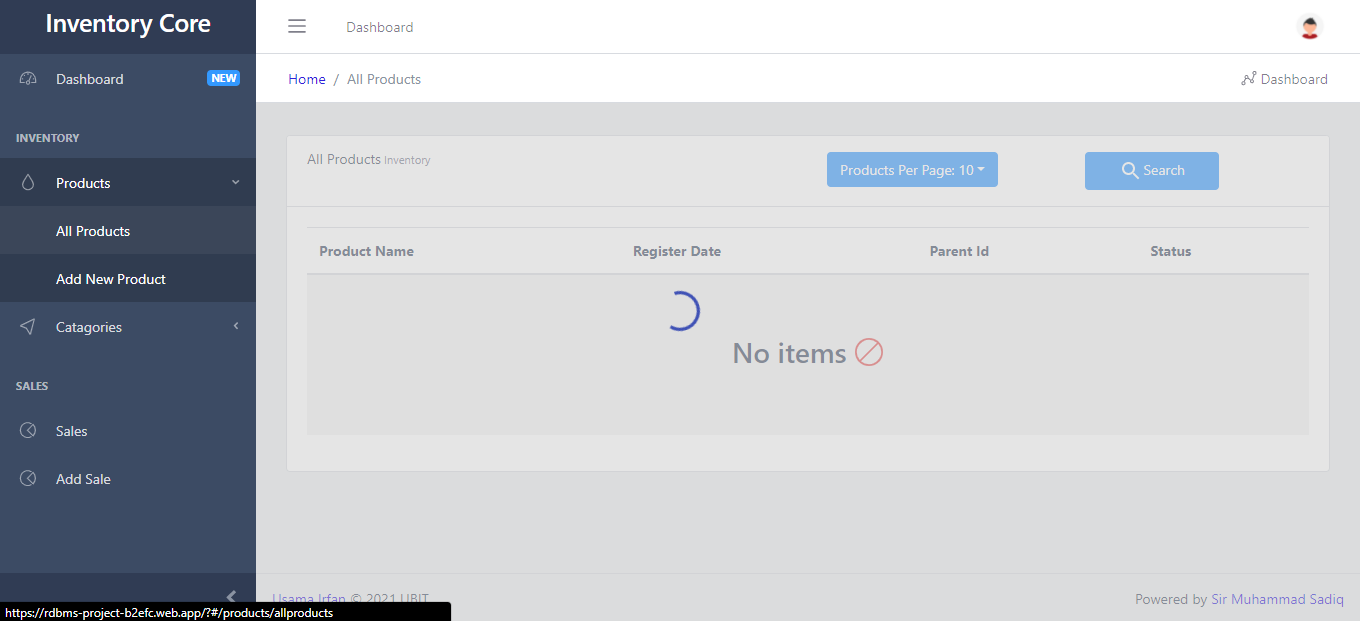 Inventory Core
Dashboard
Dashboard NEW
Home / All Products
Dashboard
INVENTORY
Products
All Products
Add New Product
Catagories
SALES
Sales
Add Sale
All Products Inventory
Products Per Page: 10
Search
Product Name Register Date Parent Id Status
No items
Usama Irfan © 2021 UBIT
Powered by Sir Muhammad Sadiq
https://rdbms-project-b2efc.web.app/?#/products/allproducts